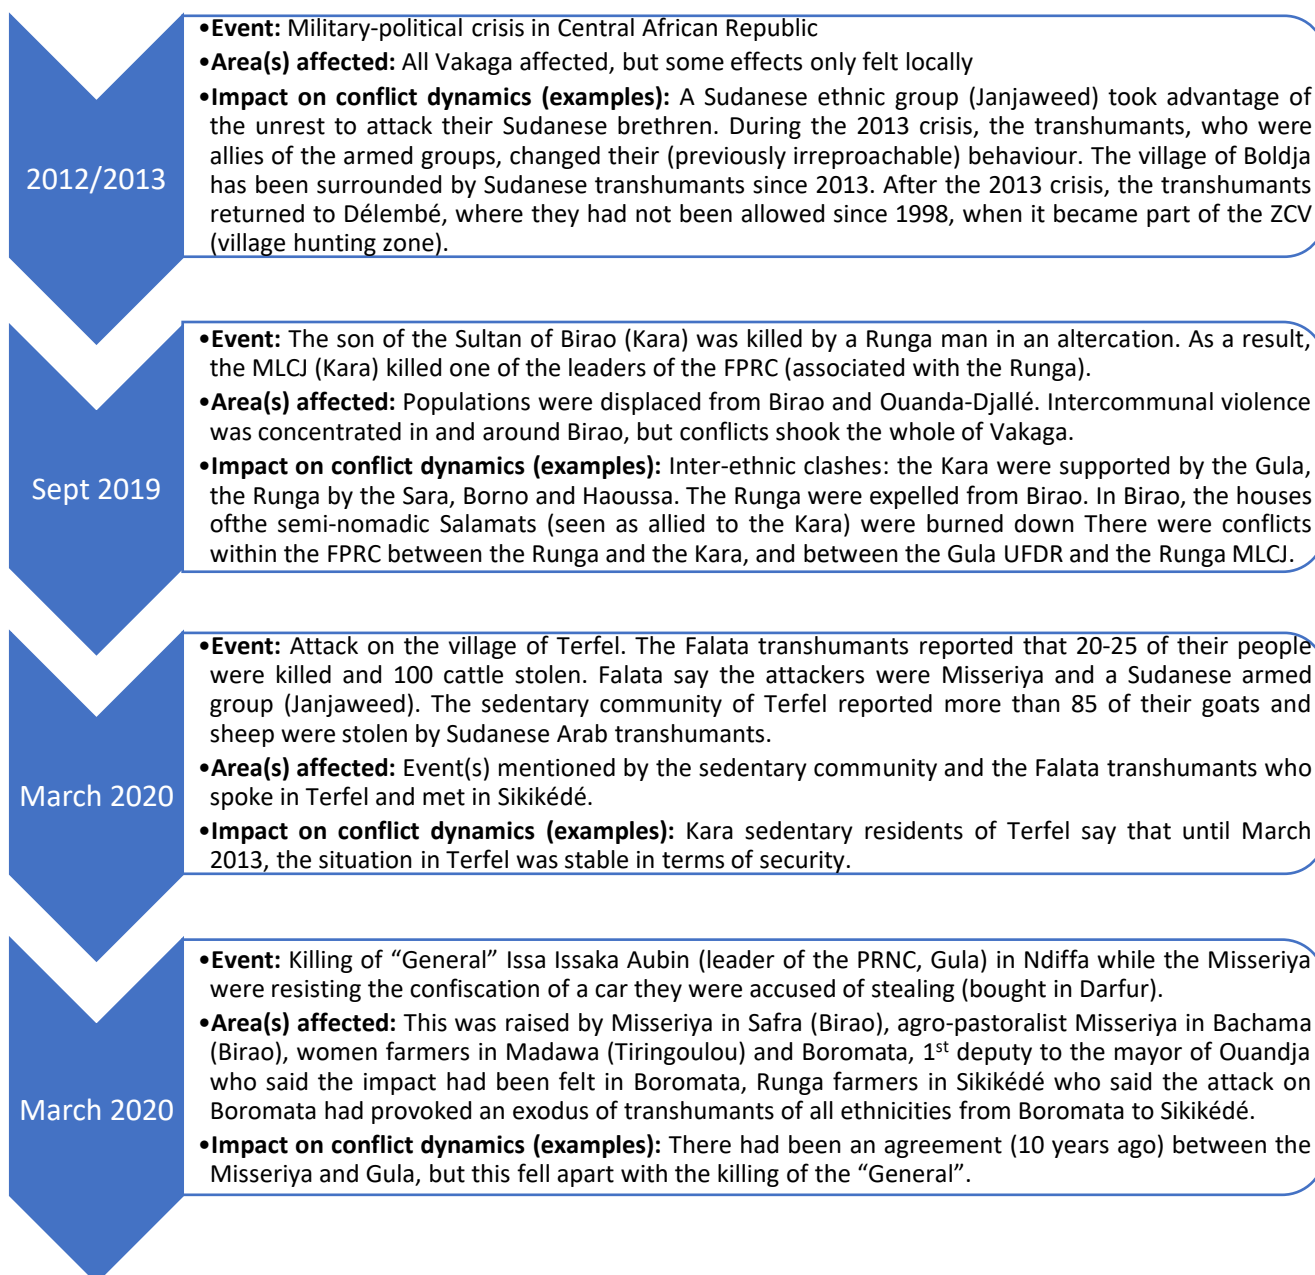 2012/2013
•Event: Military-political crisis in Central African Republic
•Area(s) affected: All Vakaga affected, but some effects only felt locally
•Impact on conflict dynamics (examples): A Sudanese ethnic group (Janjaweed) took advantage of
the unrest to attack their Sudanese brethren. During the 2013 crisis, the transhumants, who were
allies of the armed groups, changed their (previously irreproachable) behaviour. The village of Boldja
has been surrounded by Sudanese transhumants since 2013. After the 2013 crisis, the transhumants
returned to Délembé, where they had not been allowed since 1998, when it became part of the ZCV
(village hunting zone).
Sept 2019
•Event: The son of the Sultan of Birao (Kara) was killed by a Runga man in an altercation. As a result,
the MLCJ (Kara) killed one of the leaders of the FPRC (associated with the Runga).
•Area(s) affected: Populations were displaced from Birao and Ouanda-Djallé. Intercommunal violence
was concentrated in and around Birao, but conflicts shook the whole of Vakaga.
•Impact on conflict dynamics (examples): Inter-ethnic clashes: the Kara were supported by the Gula,
the Runga by the Sara, Borno and Haoussa. The Runga were expelled from Birao. In Birao, the houses
ofthe semi-nomadic Salamats (seen as allied to the Kara) were burned down There were conflicts
within the FPRC between the Runga and the Kara, and between the Gula UFDR and the Runga MLCJ.
March 2020
•Event: Attack on the village of Terfel. The Falata transhumants reported that 20-25 of their people
were killed and 100 cattle stolen. Falata say the attackers were Misseriya and a Sudanese armed
group (Janjaweed). The sedentary community of Terfel reported more than 85 of their goats and
sheep were stolen by Sudanese Arab transhumants.
•Area(s) affected: Event(s) mentioned by the sedentary community and the Falata transhumants who
spoke in Terfel and met in Sikikédé.
•Impact on conflict dynamics (examples): Kara sedentary residents of Terfel say that until March
2013, the situation in Terfel was stable in terms of security.
March 2020
•Event: Killing of “General” Issa Issaka Aubin (leader of the PRNC, Gula) in Ndiffa while the Misseriya
were resisting the confiscation of a car they were accused of stealing (bought in Darfur).
•Area(s) affected: This was raised by Misseriya in Safra (Birao), agro-pastoralist Misseriya in Bachama
(Birao), women farmers in Madawa (Tiringoulou) and Boromata, 1st deputy to the mayor of Ouandja
who said the impact had been felt in Boromata, Runga farmers in Sikikédé who said the attack on
Boromata had provoked an exodus of transhumants of all ethnicities from Boromata to Sikikédé.
•Impact on conflict dynamics (examples): There had been an agreement (10 years ago) between the
Misseriya and Gula, but this fell apart with the killing of the “General”.